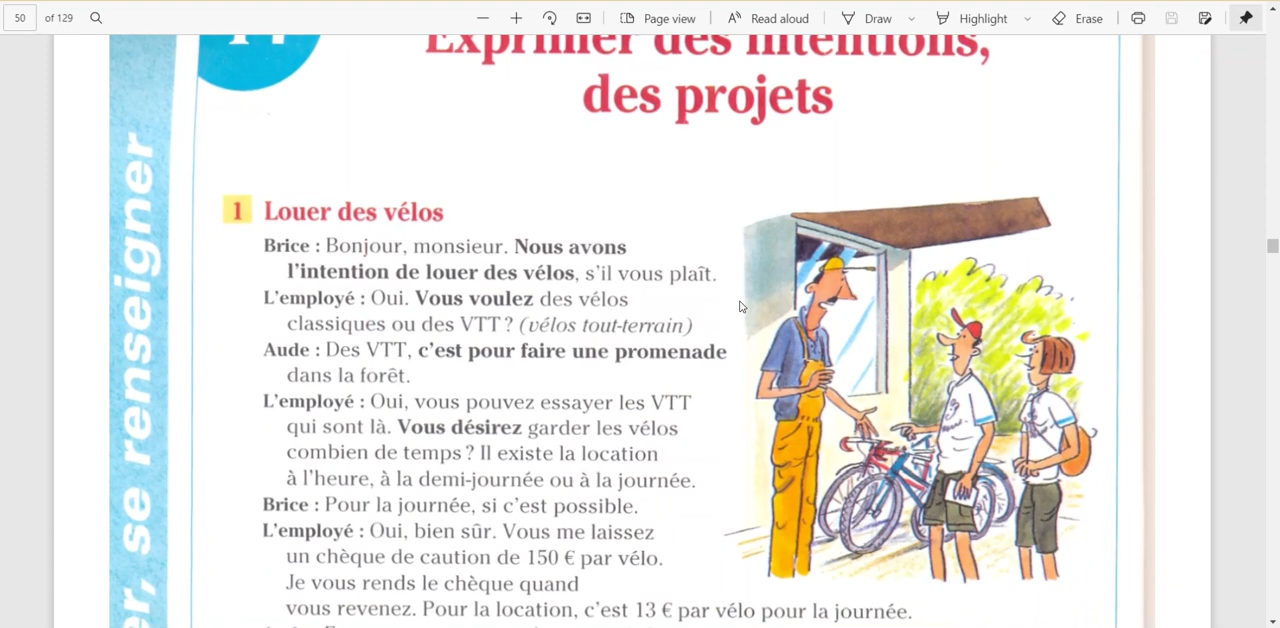 50 of 129 Page view Read aloud Draw Highlight Erase
Exprimer des intentions,
des projets
se renseigner
1 Louer des vélos
Brice : Bonjour, monsieur. Nous avons
l'intention de louer des vélos, s'il vous plaît.
L'employé : Oui. Vous voulez des vélos
classiques ou des VTT ? (vélos tout-terrain)
Aude : Des VTT, c'est pour faire une promenade
dans la forêt.
L'employé : Oui, vous pouvez essayer les VTT
qui sont là. Vous désirez garder les vélos
combien de temps ? Il existe la location
à l'heure, à la demi-journée ou à la journée.
Brice : Pour la journée, si c'est possible.
L'employé : Oui, bien sûr. Vous me laissez
un chèque de caution de 150 € par vélo.
Je vous rends le chèque quand
vous revenez. Pour la location, c'est 13 € par vélo pour la journée.